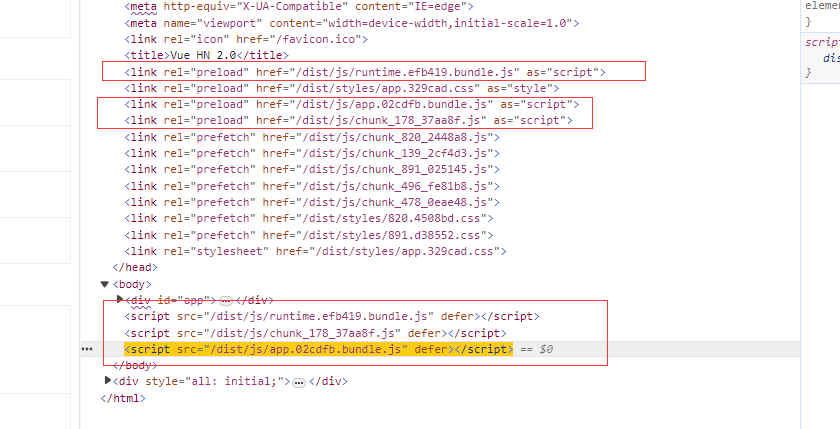 <meta http-equiv="X-UA-Compatible" content="IE=edge">
<meta name="viewport" content="width=device-width,initial-scale=1.0">
<link rel="icon" href="/favicon.ico">
<title>Vue HN 2.0</title>
<link rel="preload" href="/dist/js/runtime.efb419.bundle.js" as="script">
<link rel="preload" href="/dist/styles/app.329cad.css" as="style">
<link rel="preload" href="/dist/js/app.02cdfb.bundle.js" as="script">
<link rel="preload" href="/dist/js/chunk_178_37aa8f.js" as="script">
<link rel="prefetch" href="/dist/js/chunk_820_2448a8.js">
<link rel="prefetch" href="/dist/js/chunk_139_2cf4d3.js">
<link rel="prefetch" href="/dist/js/chunk_891_025145.js">
<link rel="prefetch" href="/dist/js/chunk_496_fe81b8.js">
<link rel="prefetch" href="/dist/js/chunk_478_0eae48.js">
<link rel="prefetch" href="/dist/styles/820.4508bd.css">
<link rel="prefetch" href="/dist/styles/891.d38552.css">
<link rel="stylesheet" href="/dist/styles/app.329cad.css">
</head>
<body>
<div id="app"> … </div>
<script src="/dist/js/runtime.efb419.bundle.js" defer></script>
<script src="/dist/js/chunk_178_37aa8f.js" defer></script>
<script src="/dist/js/app.02cdfb.bundle.js" defer></script> == $0
</body>
<div style="all: initial;"> … </div>
</html>
elemen
}
scrip
dis
}